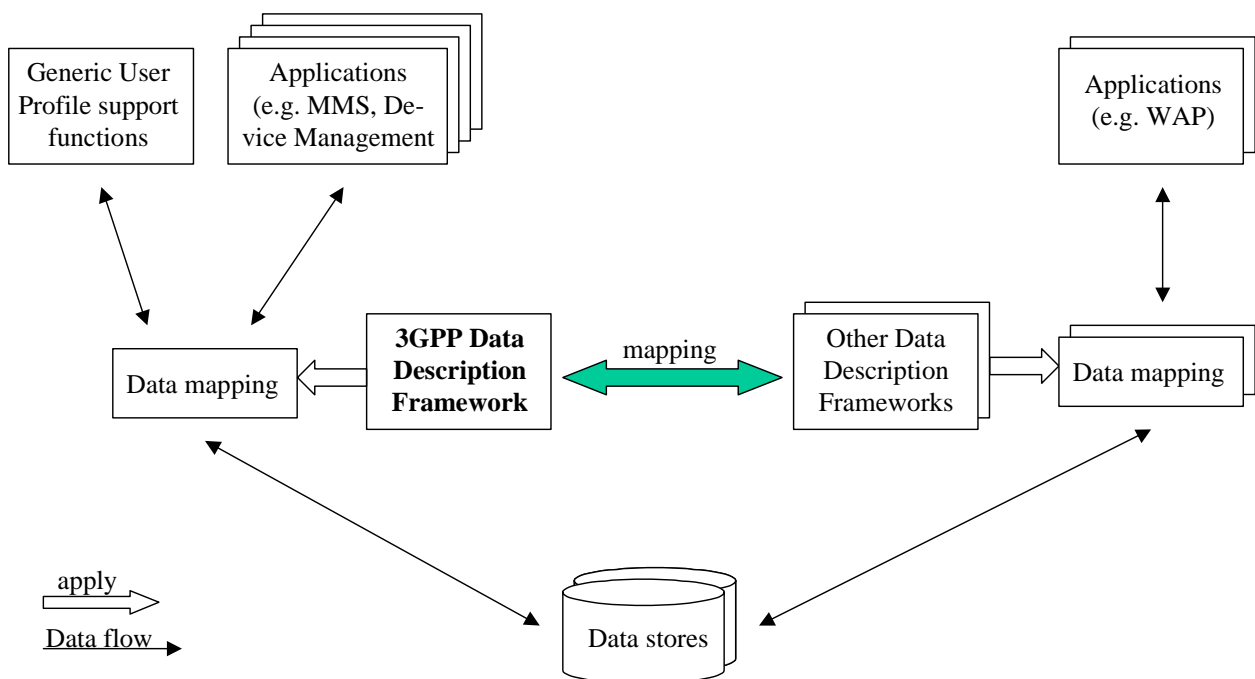 Generic User
Profile support
functions
Applications
(e.g. MMS, De-
vice Management
Applications
(e.g. WAP)
Data mapping
3GPP Data
Description
Framework
mapping
Other Data
Description
Frameworks
Data mapping
apply
Data flow
Data stores